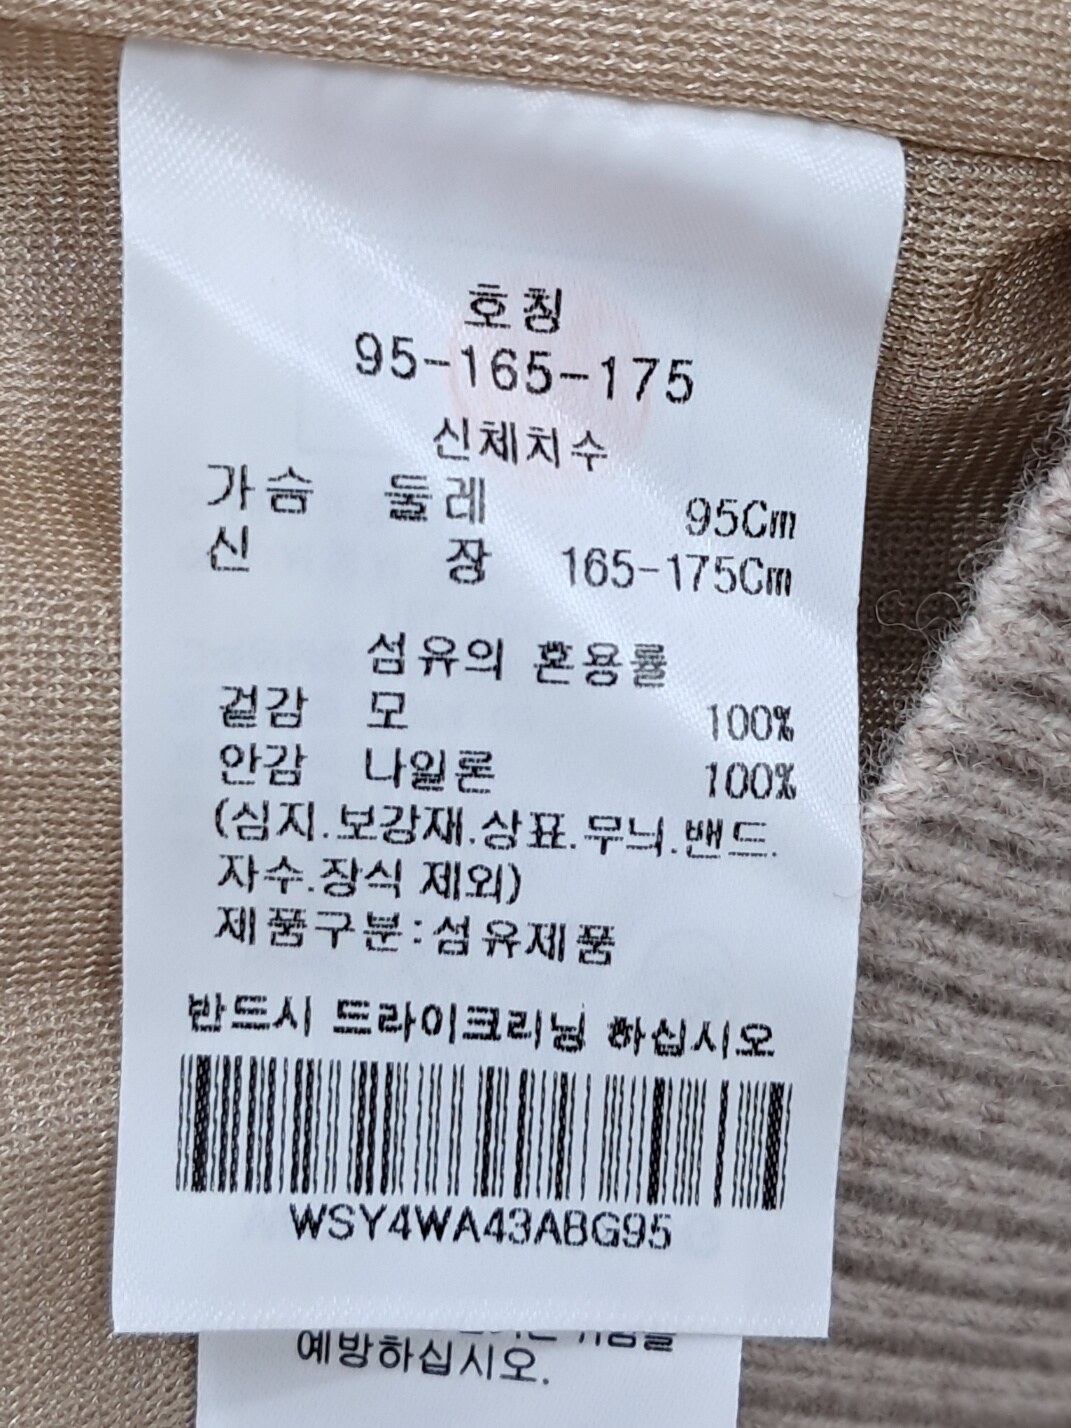 호칭
95-165-175
신체치수
가슴 둘레 95Cm
신 장 165-175Cm
섬유의 혼용률
겉감 모 100%
안감 나일론 100%
(심지.보강재.상표.무늬.밴드.
자수.장식 제외)
제품구분:섬유제품
반드시 드라이크리닝 하십시오
WSY4WA43ABG95
예방하십시오.